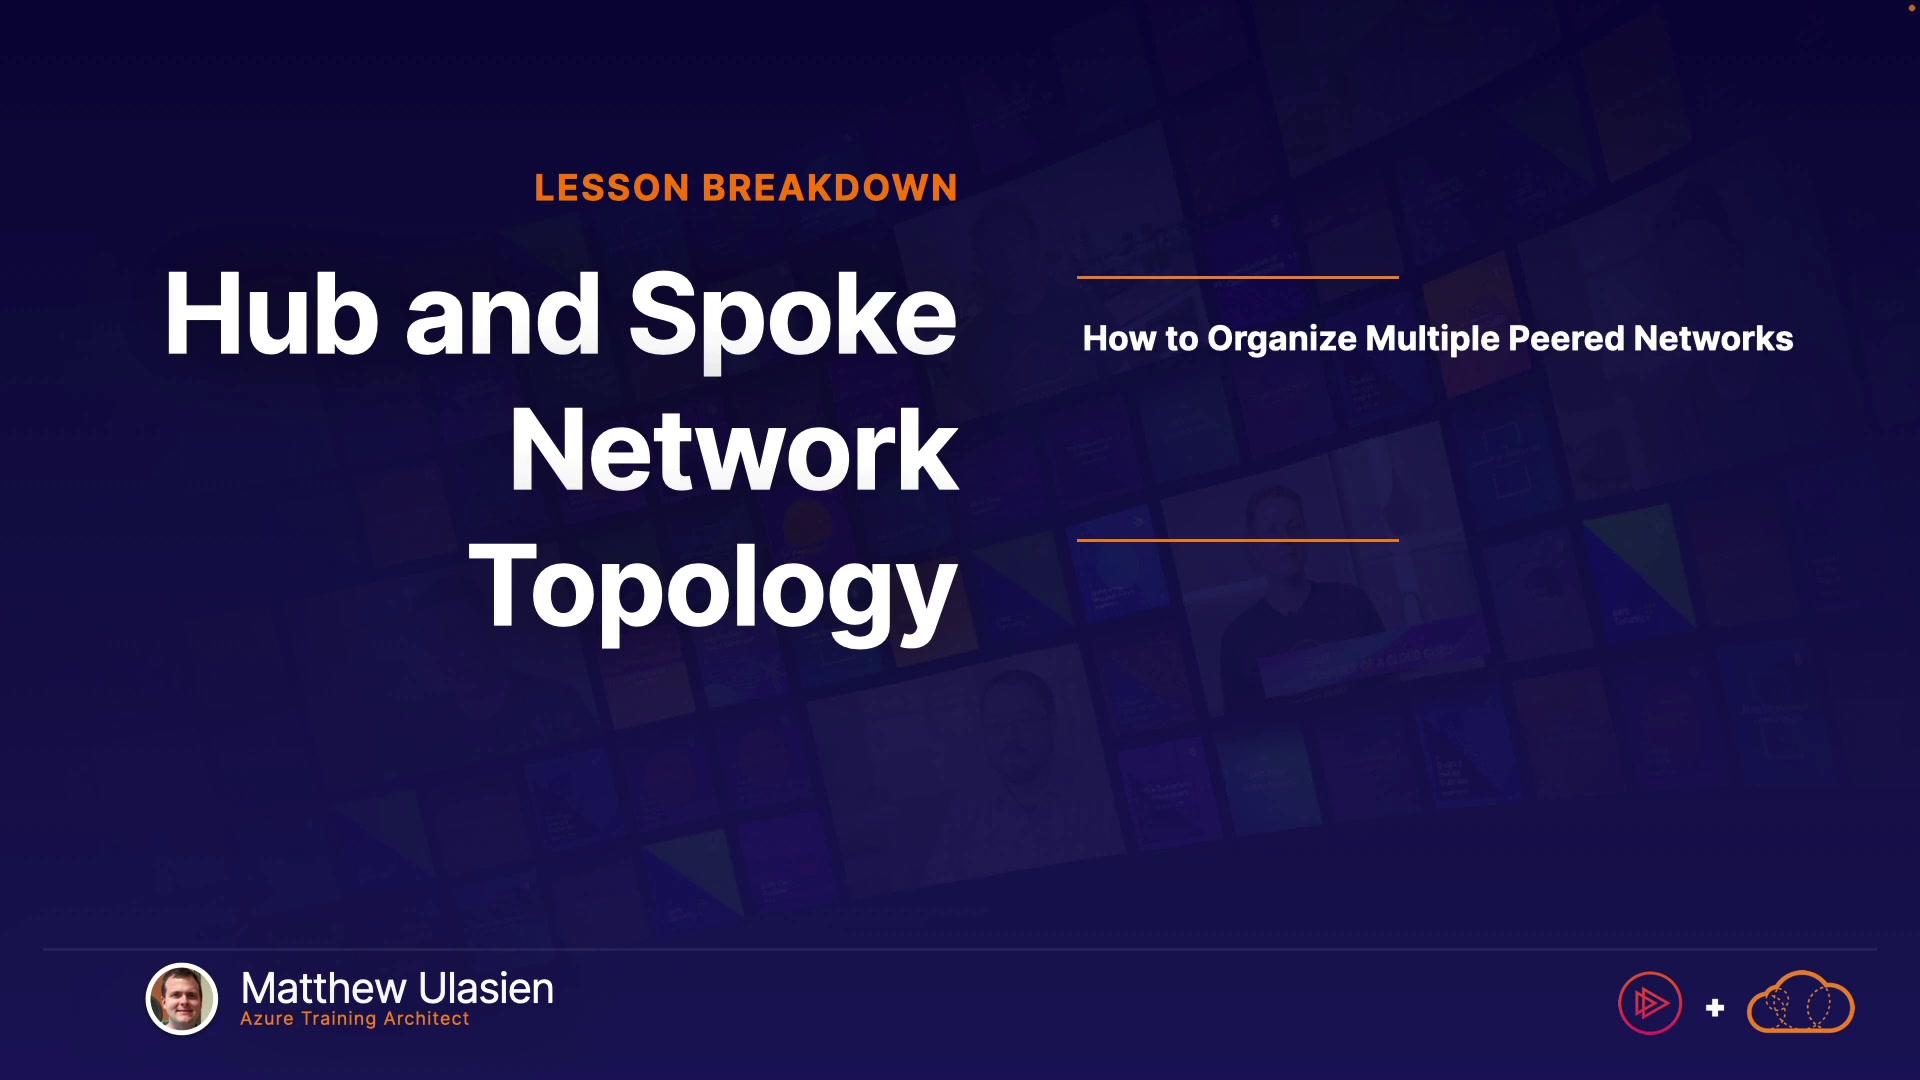 LESSON BREAKDOWN
Hub and Spoke
Network
Topology
How to Organize Multiple Peered Networks
Matthew Ulasien
Azure Training Architect
+